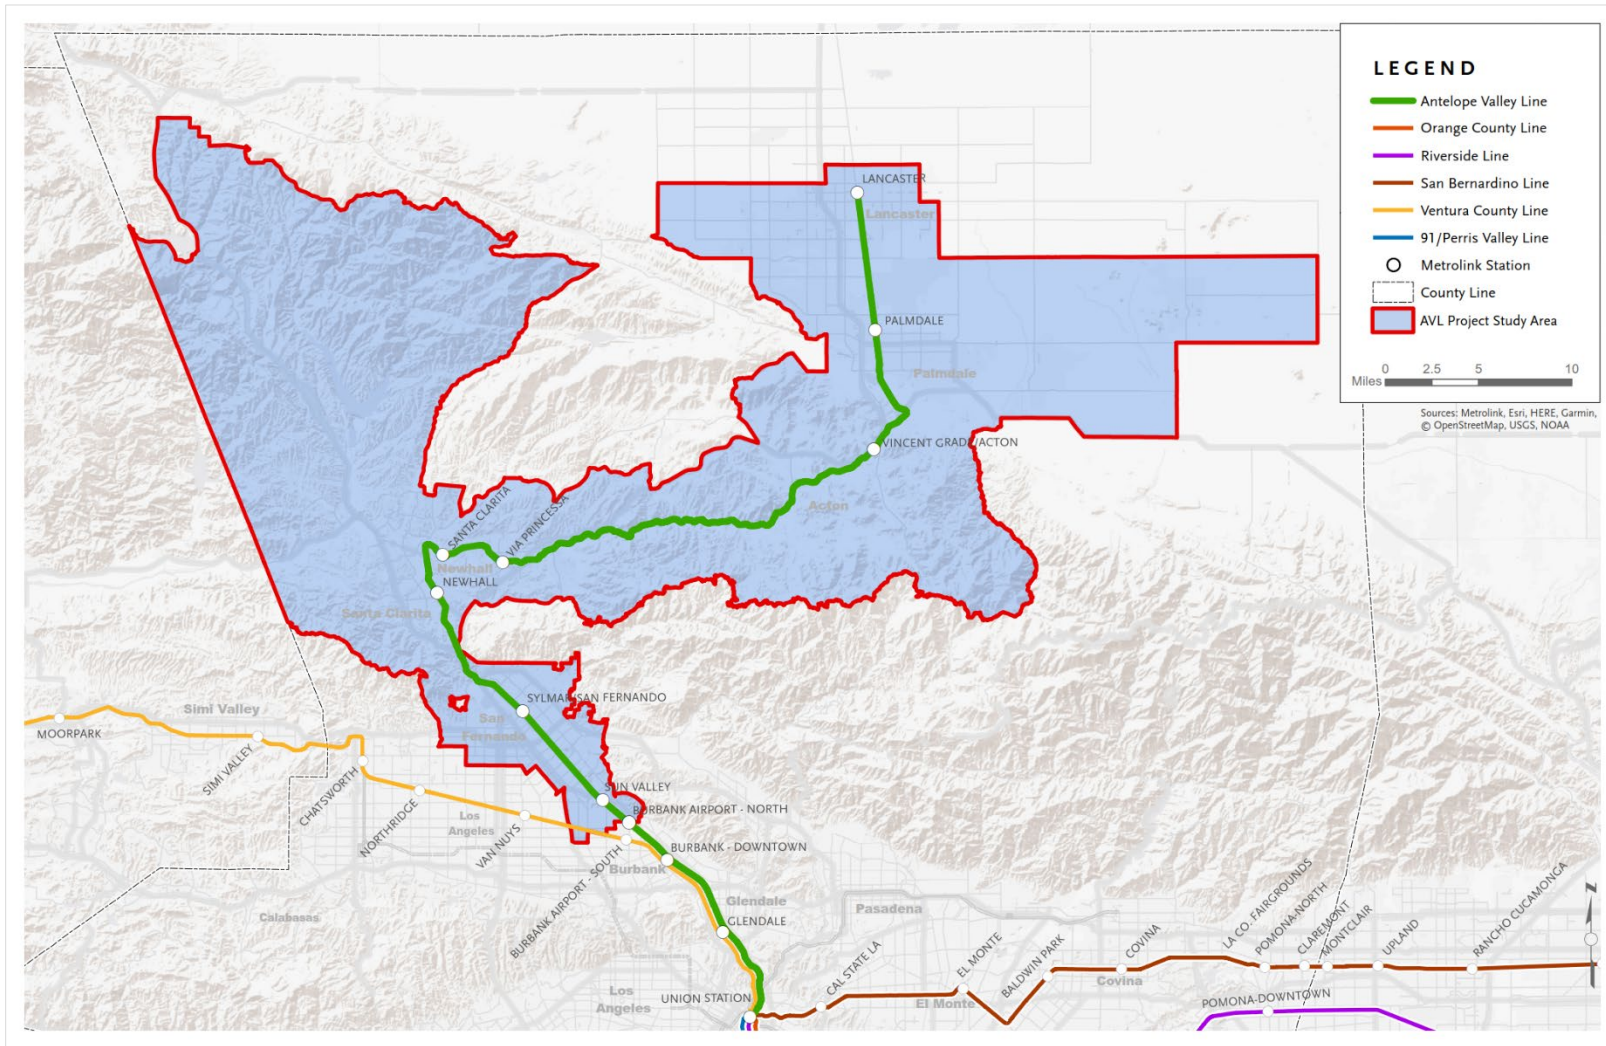 LEGEND
Antelope Valley Line
Orange County Line
Riverside Line
San Bernardino Line
Ventura County Line
91/Perris Valley Line
Metrolink Station
County Line
AVL Project Study Area
0 2.5 5 10
Miles
Sources: Metrolink, Esri, HERE, Garmin,
© OpenStreetMap, USGS, NOAA
LANCASTER
Lancaster
PALMDALE
Palmdale
VINCENT GRADE/ACTON
Acton
SANTA CLARITA
VIA PRINCESSA
Newhall
NEWHALL
Santa Clarita
SYLMAR/SAN FERNANDO
San
Fernando
Simi Valley
MOORPARK
SIMI VALLEY
CHATSWORTH
NORTHRIDGE
Los
Angeles
VAN NUYS
SUN VALLEY
BURBANK AIRPORT - NORTH
BURBANK - DOWNTOWN
BURBANK AIRPORT - SOUTH
Burbank
Glendale
GLENDALE
Pasadena
Calabasas
Los
Angeles
UNION STATION
CAL STATE LA
EL MONTE
El Monte
BALDWIN PARK
COVINA
Covina
LA CO. FAIRGROUNDS
POMONA-NORTH
CLAREMONT
MONTCLAIR
UPLAND
RANCHO CUCAMONGA
POMONA-DOWNTOWN
N